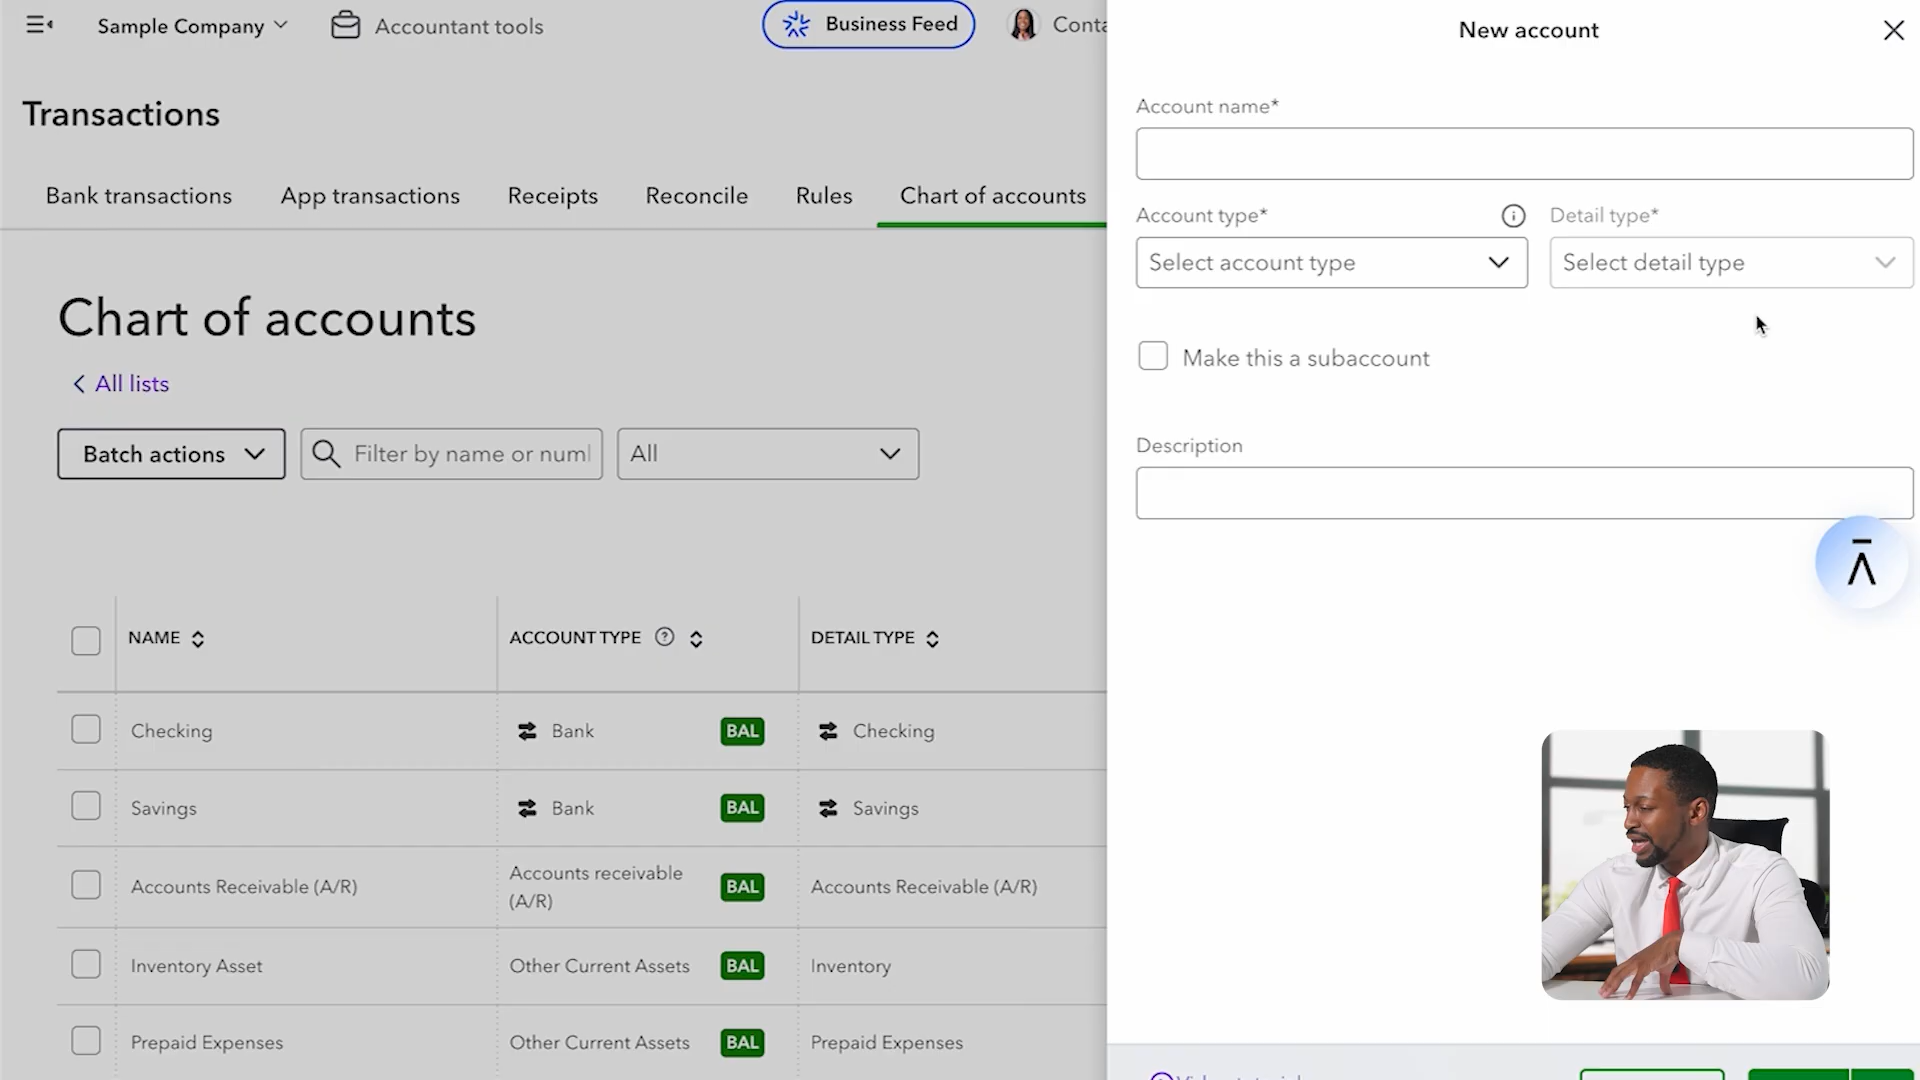 Sample Company
Accountant tools
Business Feed
Transactions
Bank transactions
App transactions
Receipts
Reconcile
Rules
Chart of accounts
Chart of accounts
All lists
Batch actions
Filter by name or num
All
NAME
ACCOUNT TYPE
DETAIL TYPE
Checking
Bank
BAL
Checking
Savings
Bank
BAL
Savings
Accounts Receivable (A/R)
Accounts receivable
(A/R)
BAL
Accounts Receivable (A/R)
Inventory Asset
Other Current Assets
BAL
Inventory
Prepaid Expenses
Other Current Assets
BAL
Prepaid Expenses
New account
Account name*
Account type*
Detail type*
Select account type
Select detail type
Make this a subaccount
Description